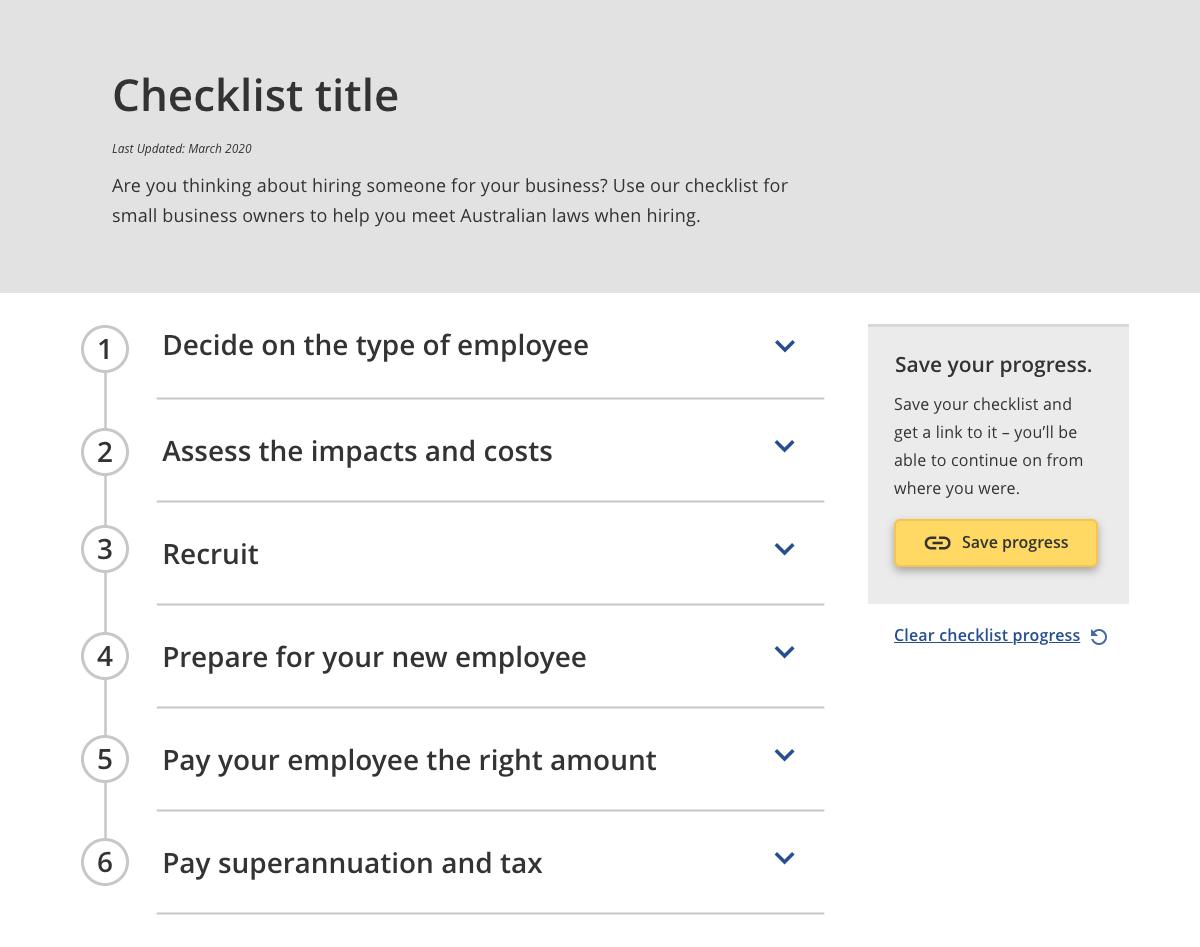 Checklist title
Last Updated: March 2020
Are you thinking about hiring someone for your business? Use our checklist for
small business owners to help you meet Australian laws when hiring.
1 Decide on the type of employee
2 Assess the impacts and costs
3 Recruit
4 Prepare for your new employee
5 Pay your employee the right amount
6 Pay superannuation and tax
Save your progress.
Save your checklist and
get a link to it – you’ll be
able to continue on from
where you were.
Save progress
Clear checklist progress